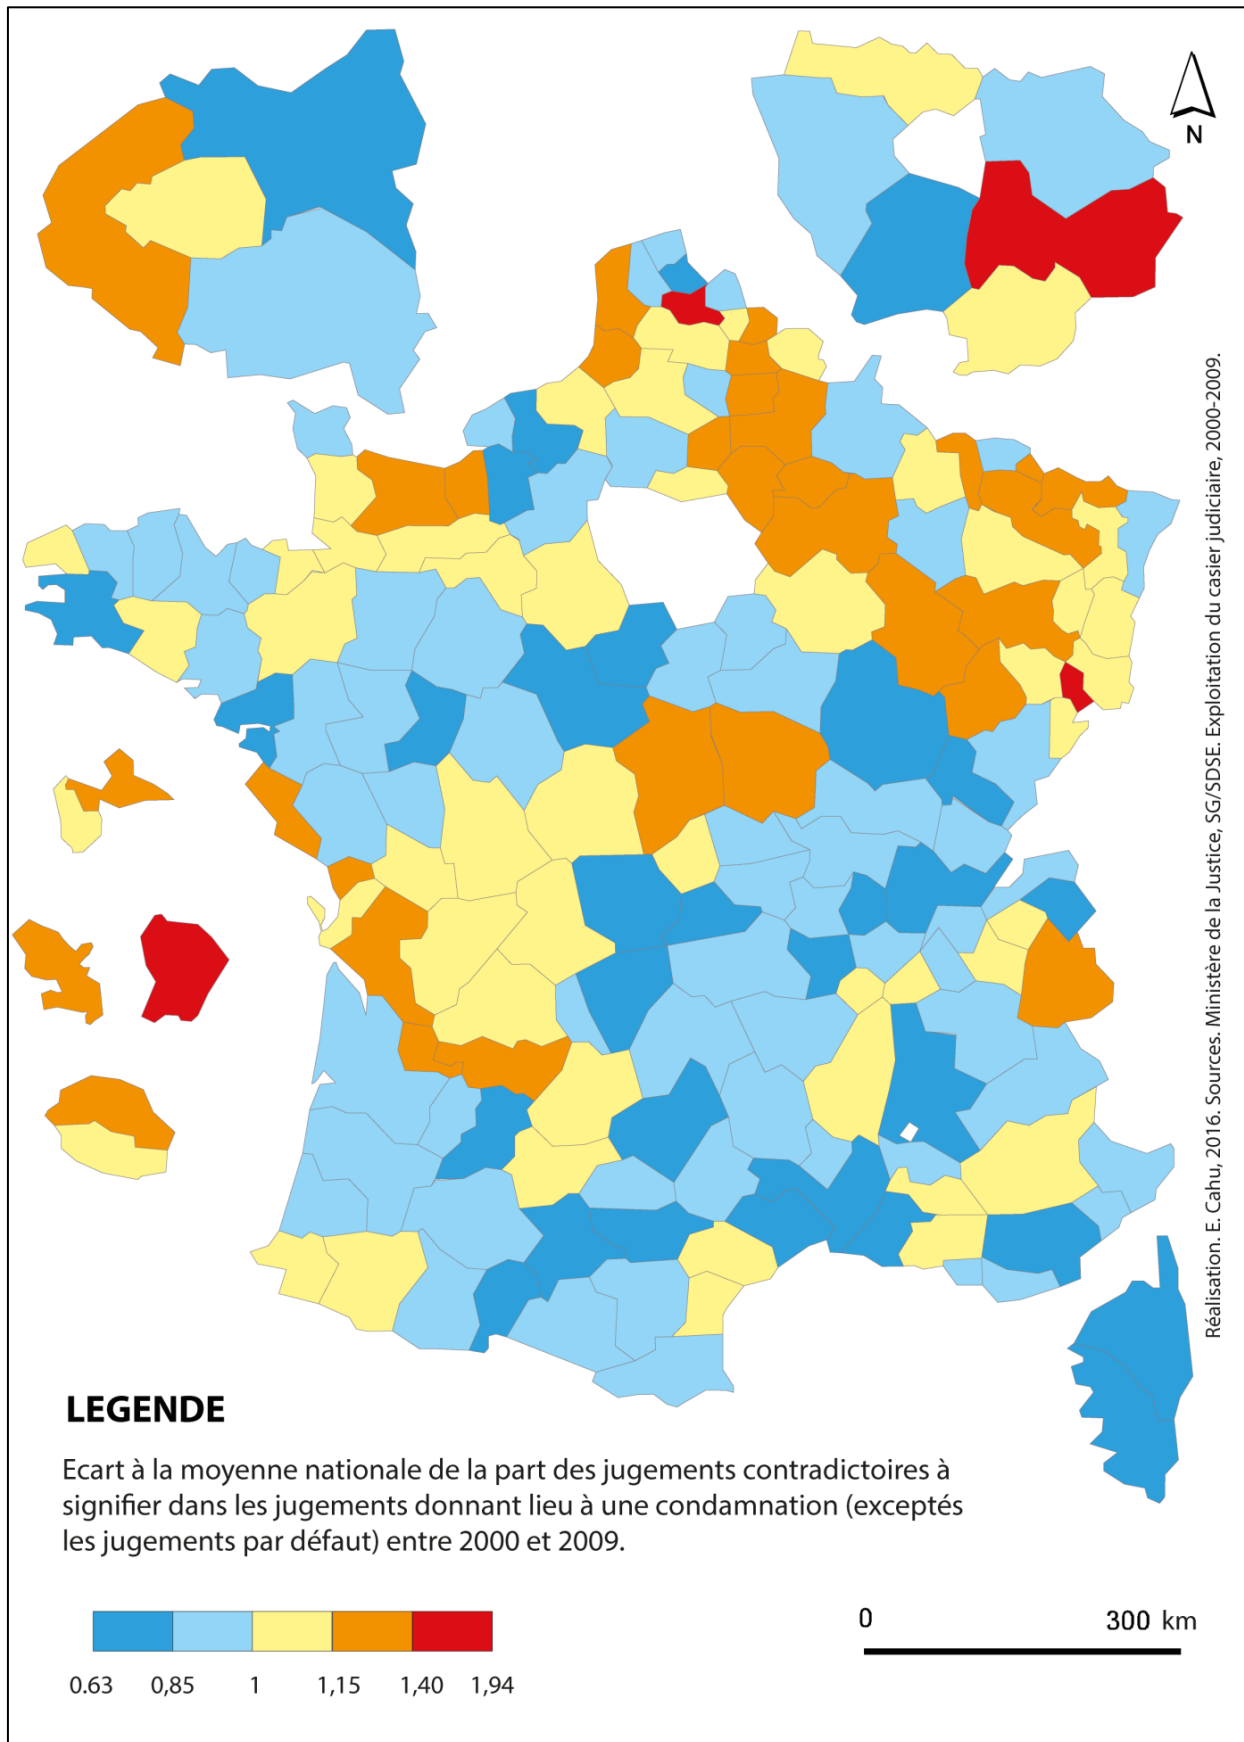 N
Réalisation. E. Cahu, 2016. Sources. Ministère de la Justice, SG/SDSE. Exploitation du casier judiciaire, 2000-2009.
LEGENDE
Ecart à la moyenne nationale de la part des jugements contradictoires à
signifier dans les jugements donnant lieu à une condamnation (exceptés
les jugements par défaut) entre 2000 et 2009.
0 300 km
0.63 0,85 1 1,15 1,40 1,94